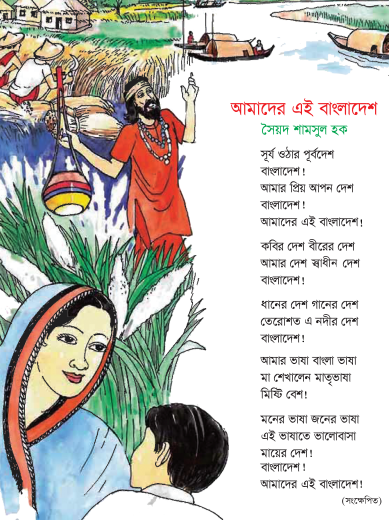 আমাদের এই বাংলাদেশ
সৈয়দ শামসুল হক
সূর্য ওঠার পূর্বদেশ
বাংলাদেশ!
আমার প্রিয় আপন দেশ
বাংলাদেশ!
আমাদের এই বাংলাদেশ!
কবির দেশ বীরের দেশ
আমার দেশ স্বাধীন দেশ
বাংলাদেশ!
ধানের দেশ গানের দেশ
তেরোশত এ নদীর দেশ
বাংলাদেশ!
আমার ভাষা বাংলা ভাষা
মা শেখালেন মাতৃভাষা
মিষ্টি বেশ!
মনের ভাষা জনের ভাষা
এই ভাষাতে ভালোবাসা
মায়ের দেশ!
বাংলাদেশ!
আমাদের এই বাংলাদেশ!
(সংক্ষেপিত)